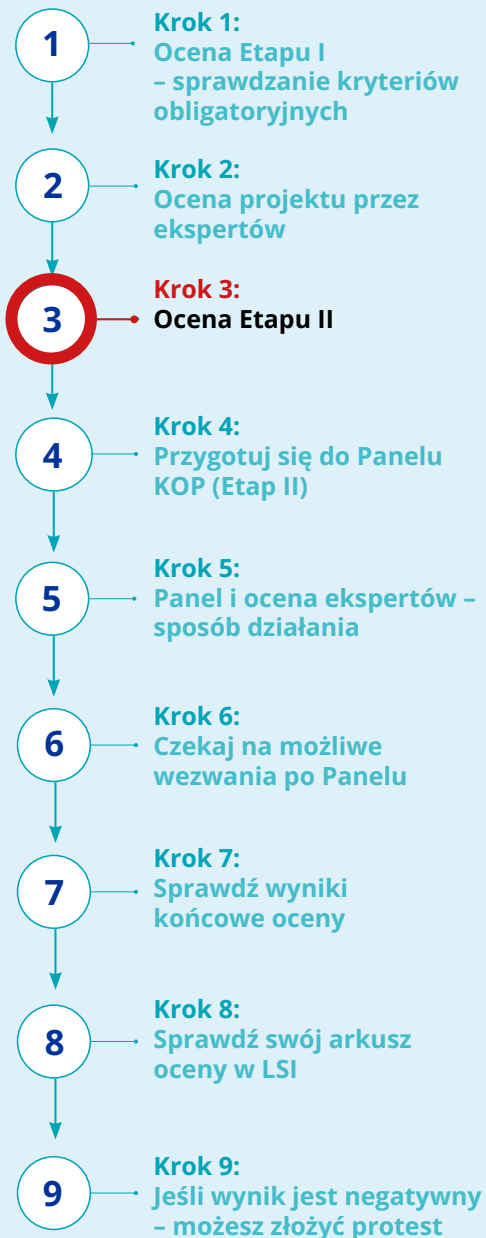 1
Krok 1:
Ocena Etapu I
– sprawdzanie kryteriów
obligatoryjnych
2
Krok 2:
Ocena projektu przez
ekspertów
3
Krok 3:
Ocena Etapu II
4
Krok 4:
Przygotuj się do Panelu
KOP (Etap II)
5
Krok 5:
Panel i ocena ekspertów –
sposób działania
6
Krok 6:
Czekaj na możliwe
wezwania po Panelu
7
Krok 7:
Sprawdź wyniki
końcowe oceny
8
Krok 8:
Sprawdź swój arkusz
oceny w LSI
9
Krok 9:
Jeśli wynik jest negatywny
– możesz złożyć protest